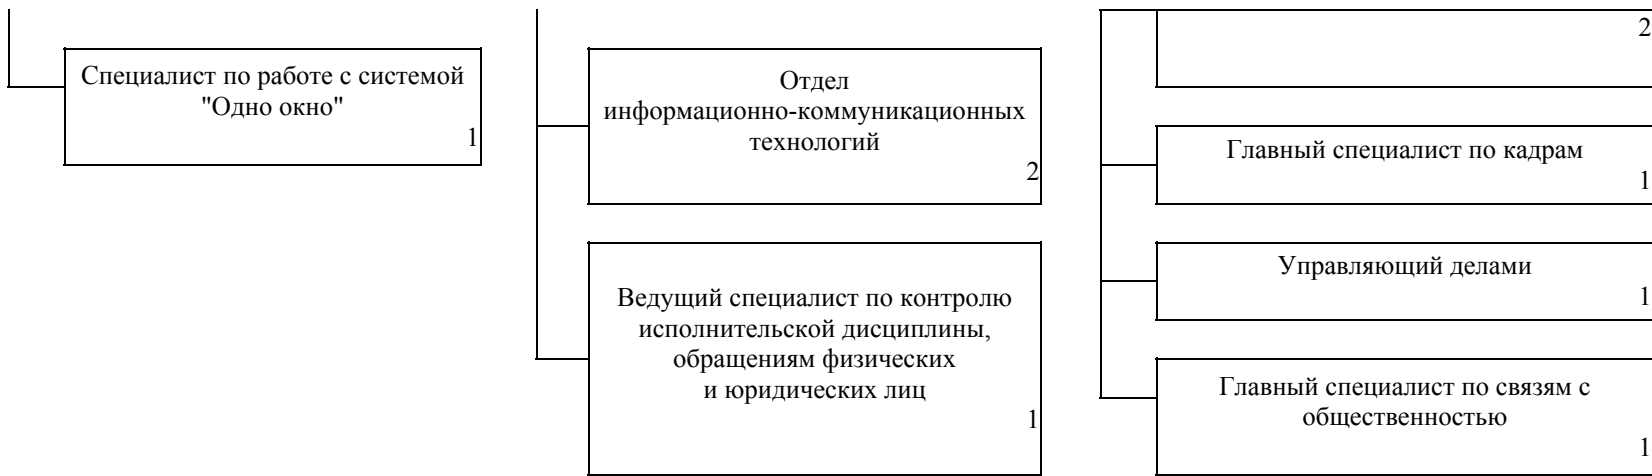 Специалист по работе с системой
"Одно окно"
1
Отдел
информационно-коммуникационных
технологий
2
Ведущий специалист по контролю
исполнительской дисциплины,
обращениям физических
и юридических лиц
1
2
Главный специалист по кадрам
1
Управляющий делами
1
Главный специалист по связям с
общественностью
1